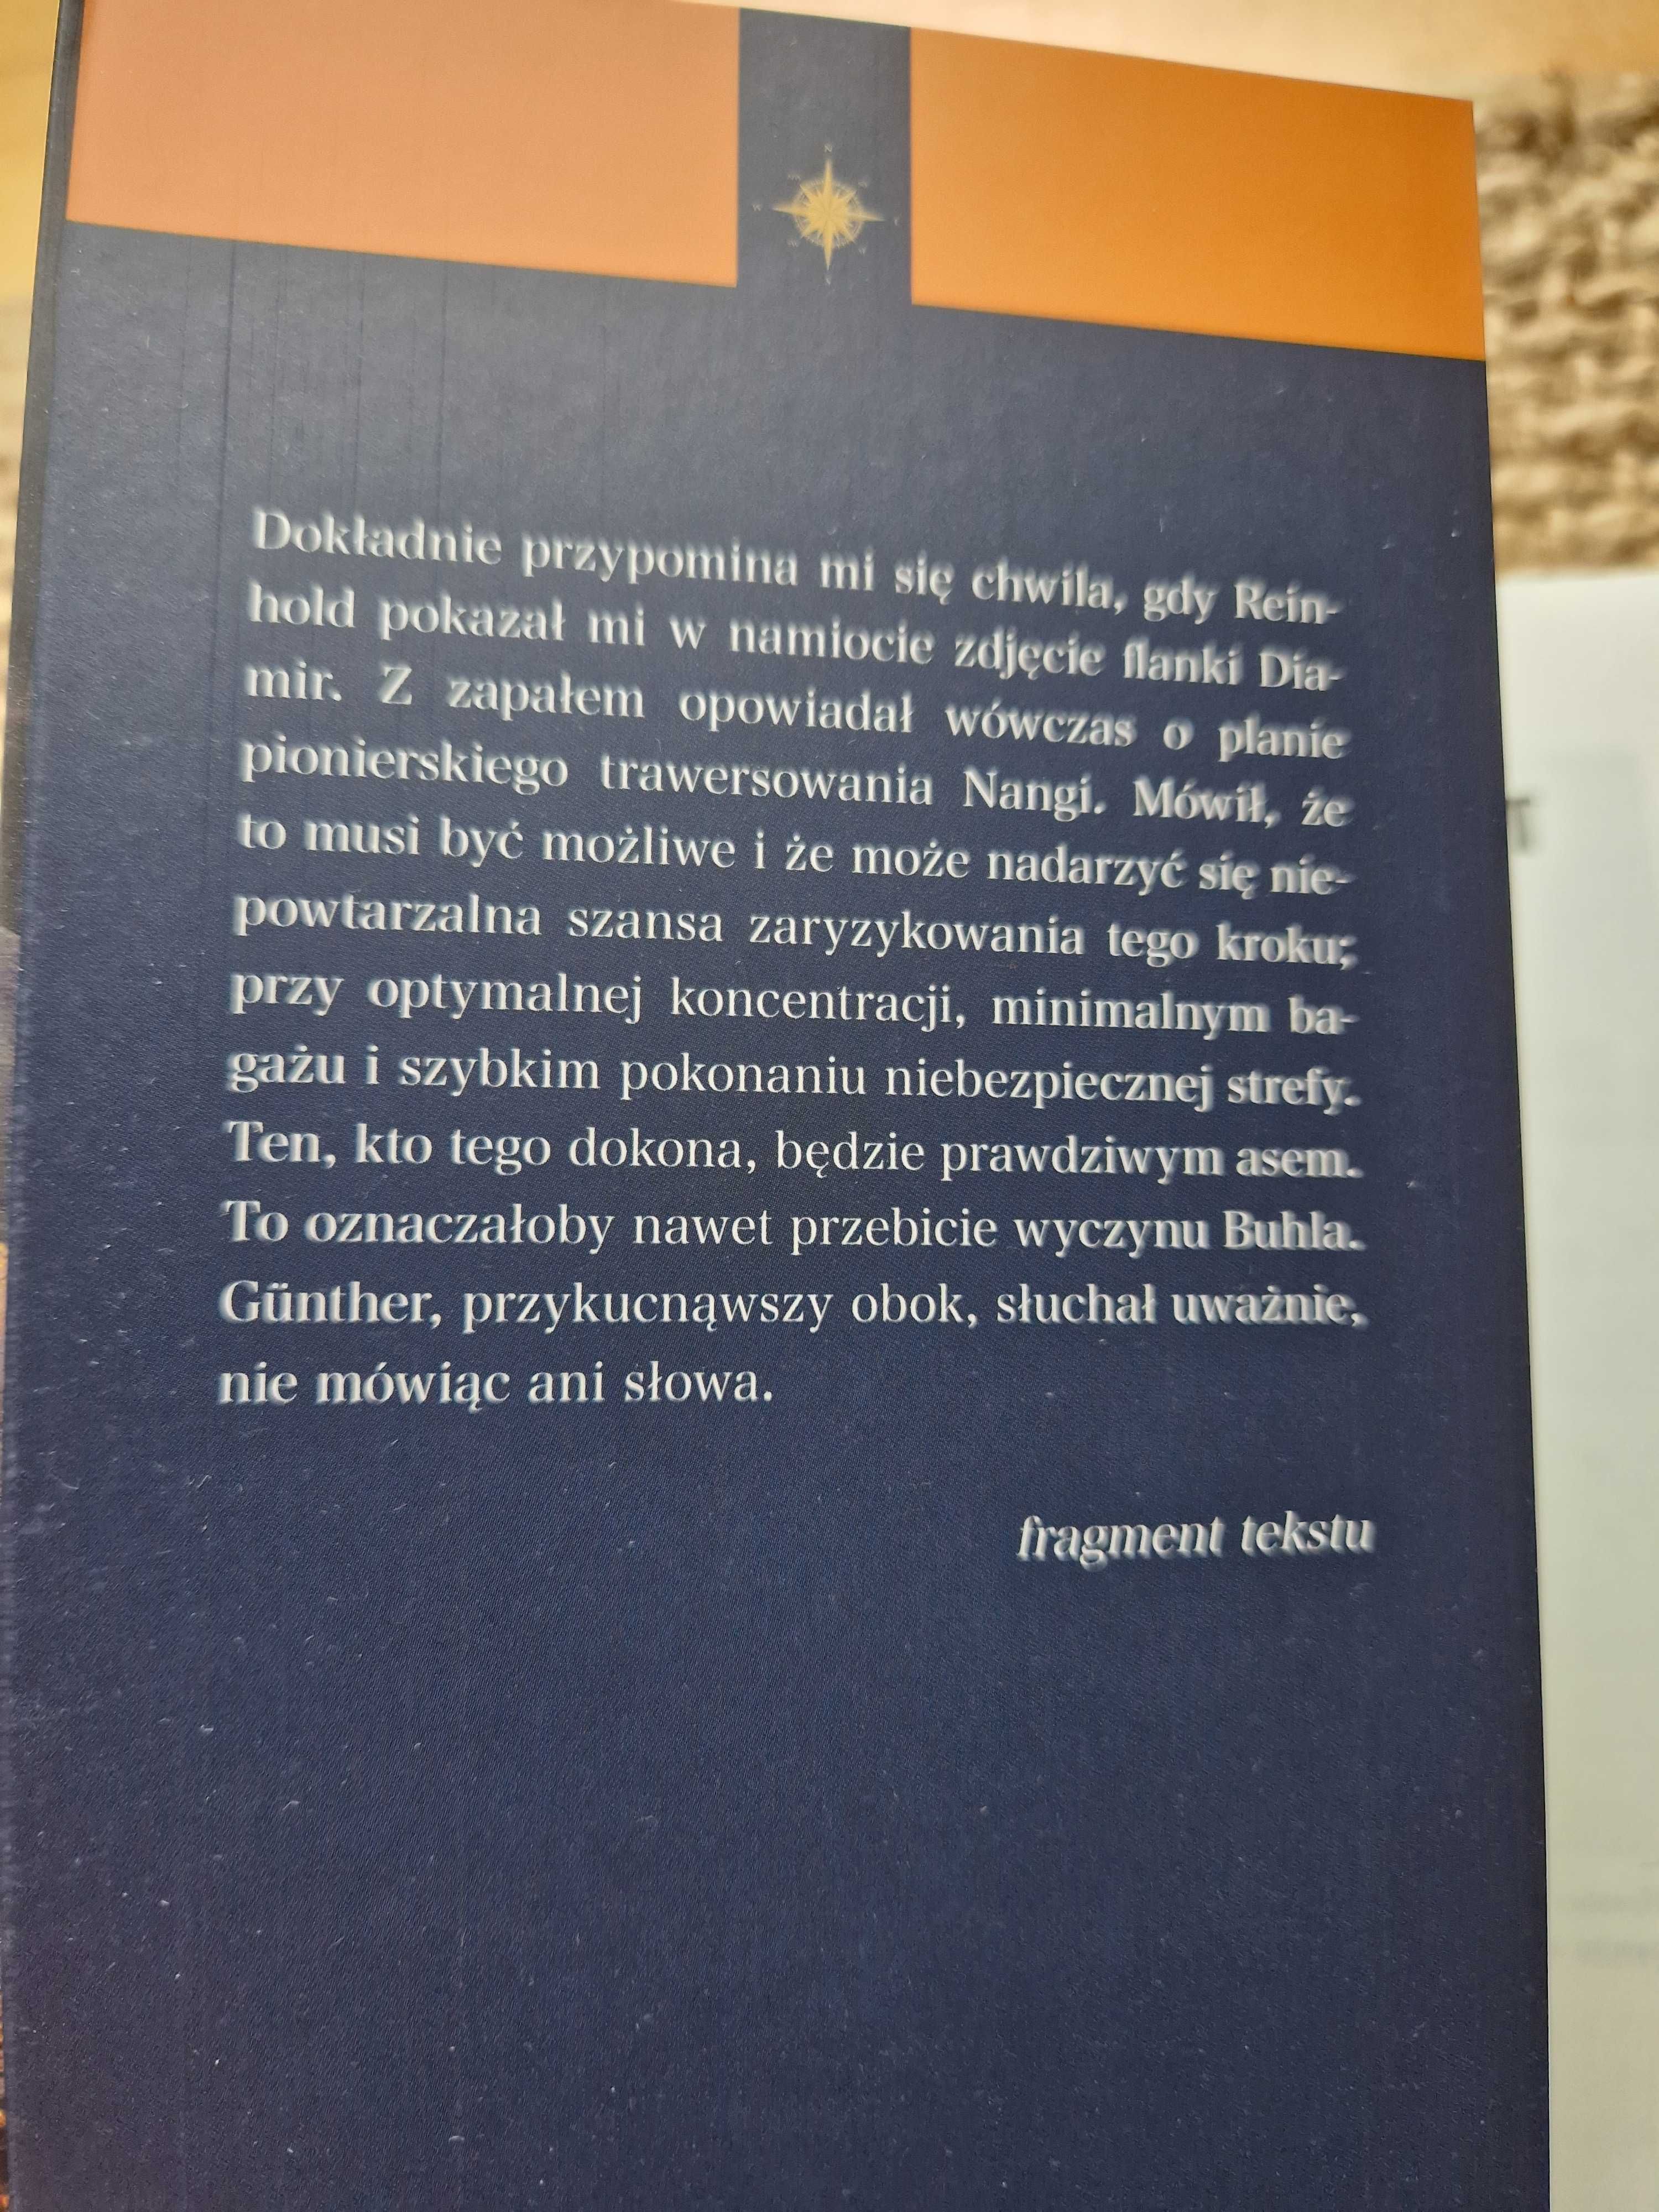 Dokładnie przypomina mi się chwila, gdy Rein-
hold pokazał mi w namiocie zdjęcie flanki Dia-
mir. Z zapałem opowiadał wówczas o planie
pionierskiego trawersowania Nangi. Mówił, że
to musi być możliwe i że może nadarzyć się nie-
powtarzalna szansa zaryzykowania tego kroku;
przy optymalnej koncentracji, minimalnym ba-
gażu i szybkim pokonaniu niebezpiecznej strefy.
Ten, kto tego dokona, będzie prawdziwym asem.
To oznaczałoby nawet przebicie wyczynu Buhla.
Günther, przykucnąwszy obok, słuchał uważnie,
nie mówiąc ani słowa.
fragment tekstu